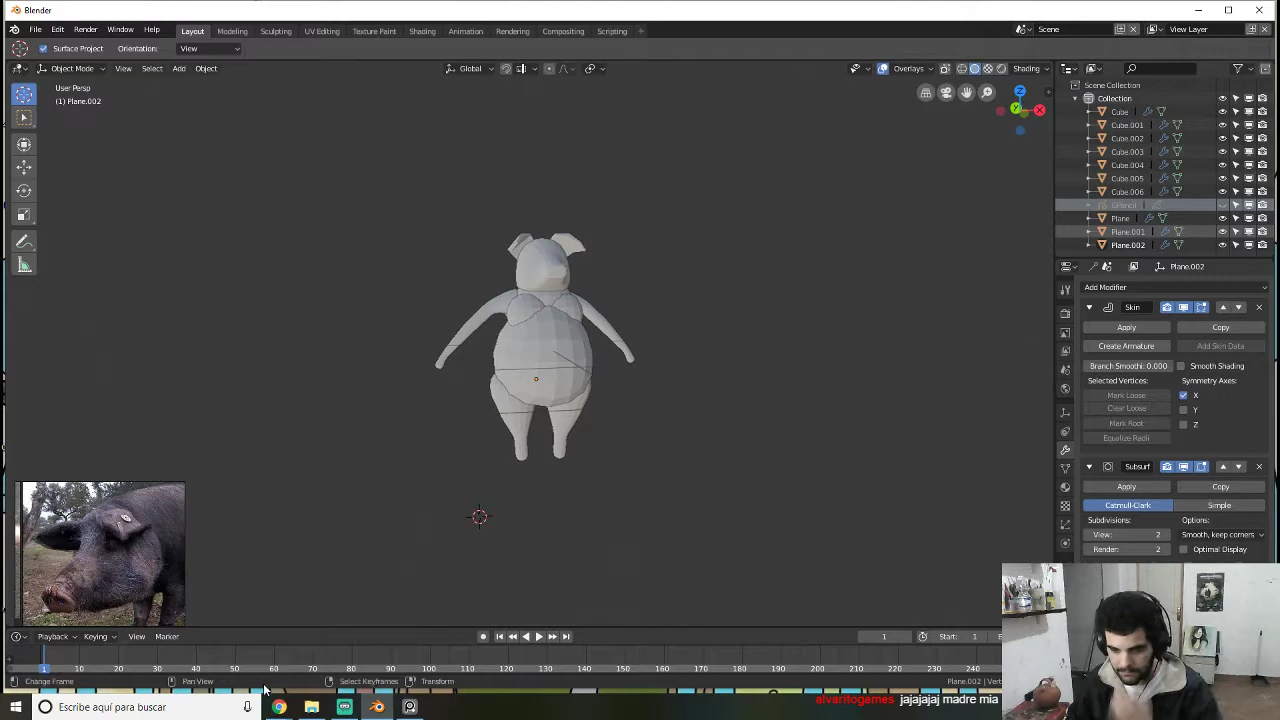 Blender
File Edit Render Window Help
Layout Modeling Sculpting UV Editing Texture Paint Shading Animation Rendering Compositing Scripting +
Scene View Layer
Surface Project Orientation: View
Object Mode View Select Add Object Global Overlays Shading
User Persp
(1) Plane.002
Z
Y
X
Scene Collection
Collection
Cube
Cube.001
Cube.002
Cube.003
Cube.004
Cube.005
Cube.006
GPencil
Plane
Plane.001
Plane.002
Plane.002
Add Modifier
Skin
Apply Copy
Create Armature Add Skin Data
Branch Smoothi: 0.000 Smooth Shading
Selected Vertices: Symmetry Axes:
Mark Loose X
Clear Loose Y
Mark Root Z
Equalize Radii
Subsurf
Apply Copy
Catmull-Clark Simple
Subdivisions: Options:
View: 2 Smooth, keep corners
Render: 2 Optimal Display
Playback Keying View Marker 1 Start: 1
1 10 20 30 40 50 60 70 80 90 100 110 120 130 140 150 160 170 180 190 200 210 220 230 240
Change Frame Pan View Select Keyframes Transform Plane.002 | Vert
Escribe aquí
alvaritogames jajajajaj madre mia